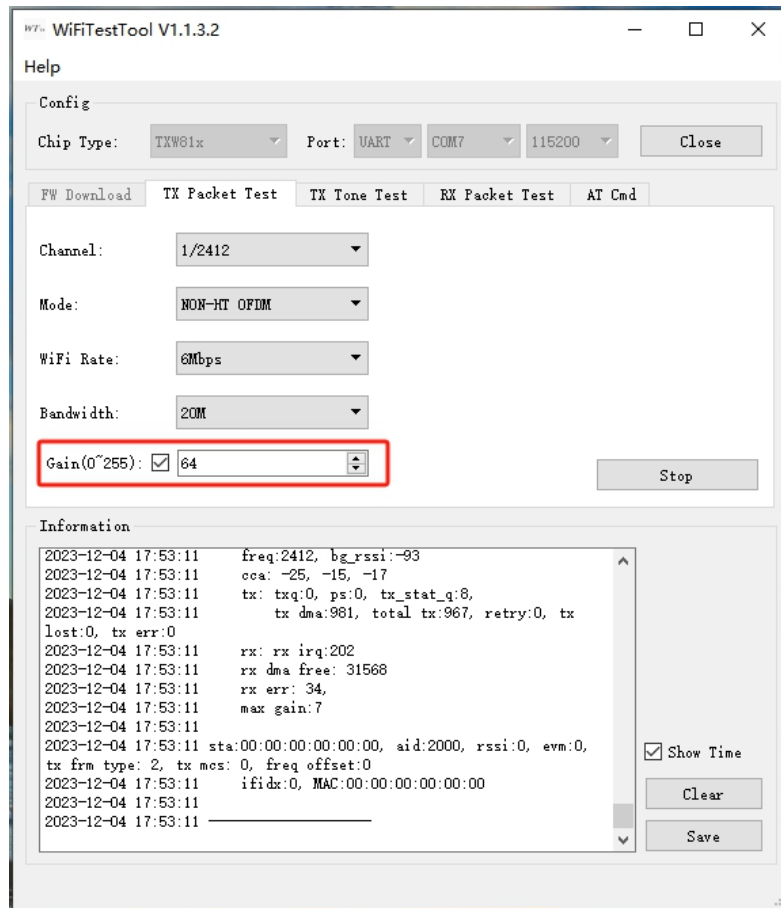 WiFiTestTool V1.1.3.2
Help
Config
Chip Type: TXW81x Port: UART COM7 115200 Close
FW Download TX Packet Test TX Tone Test RX Packet Test AT Cmd
Channel: 1/2412
Mode: NON-HT OFDM
WiFi Rate: 6Mbps
Bandwidth: 20M
Gain(0~255): 64
Stop
Information
2023-12-04 17:53:11 freq:2412, bg_rssi:-93
2023-12-04 17:53:11 cca: -25, -15, -17
2023-12-04 17:53:11 tx: txq:0, ps:0, tx_stat_q:8,
2023-12-04 17:53:11 tx dma:981, total tx:967, retry:0, tx
lost:0, tx err:0
2023-12-04 17:53:11 rx: rx irq:202
2023-12-04 17:53:11 rx dma free: 31568
2023-12-04 17:53:11 rx err: 34,
2023-12-04 17:53:11 max gain:7
2023-12-04 17:53:11
2023-12-04 17:53:11 sta:00:00:00:00:00:00, aid:2000, rssi:0, evm:0,
tx frm type: 2, tx mcs: 0, freq offset:0
2023-12-04 17:53:11 ifidx:0, MAC:00:00:00:00:00:00
2023-12-04 17:53:11
2023-12-04 17:53:11 ————————
Show Time
Clear
Save